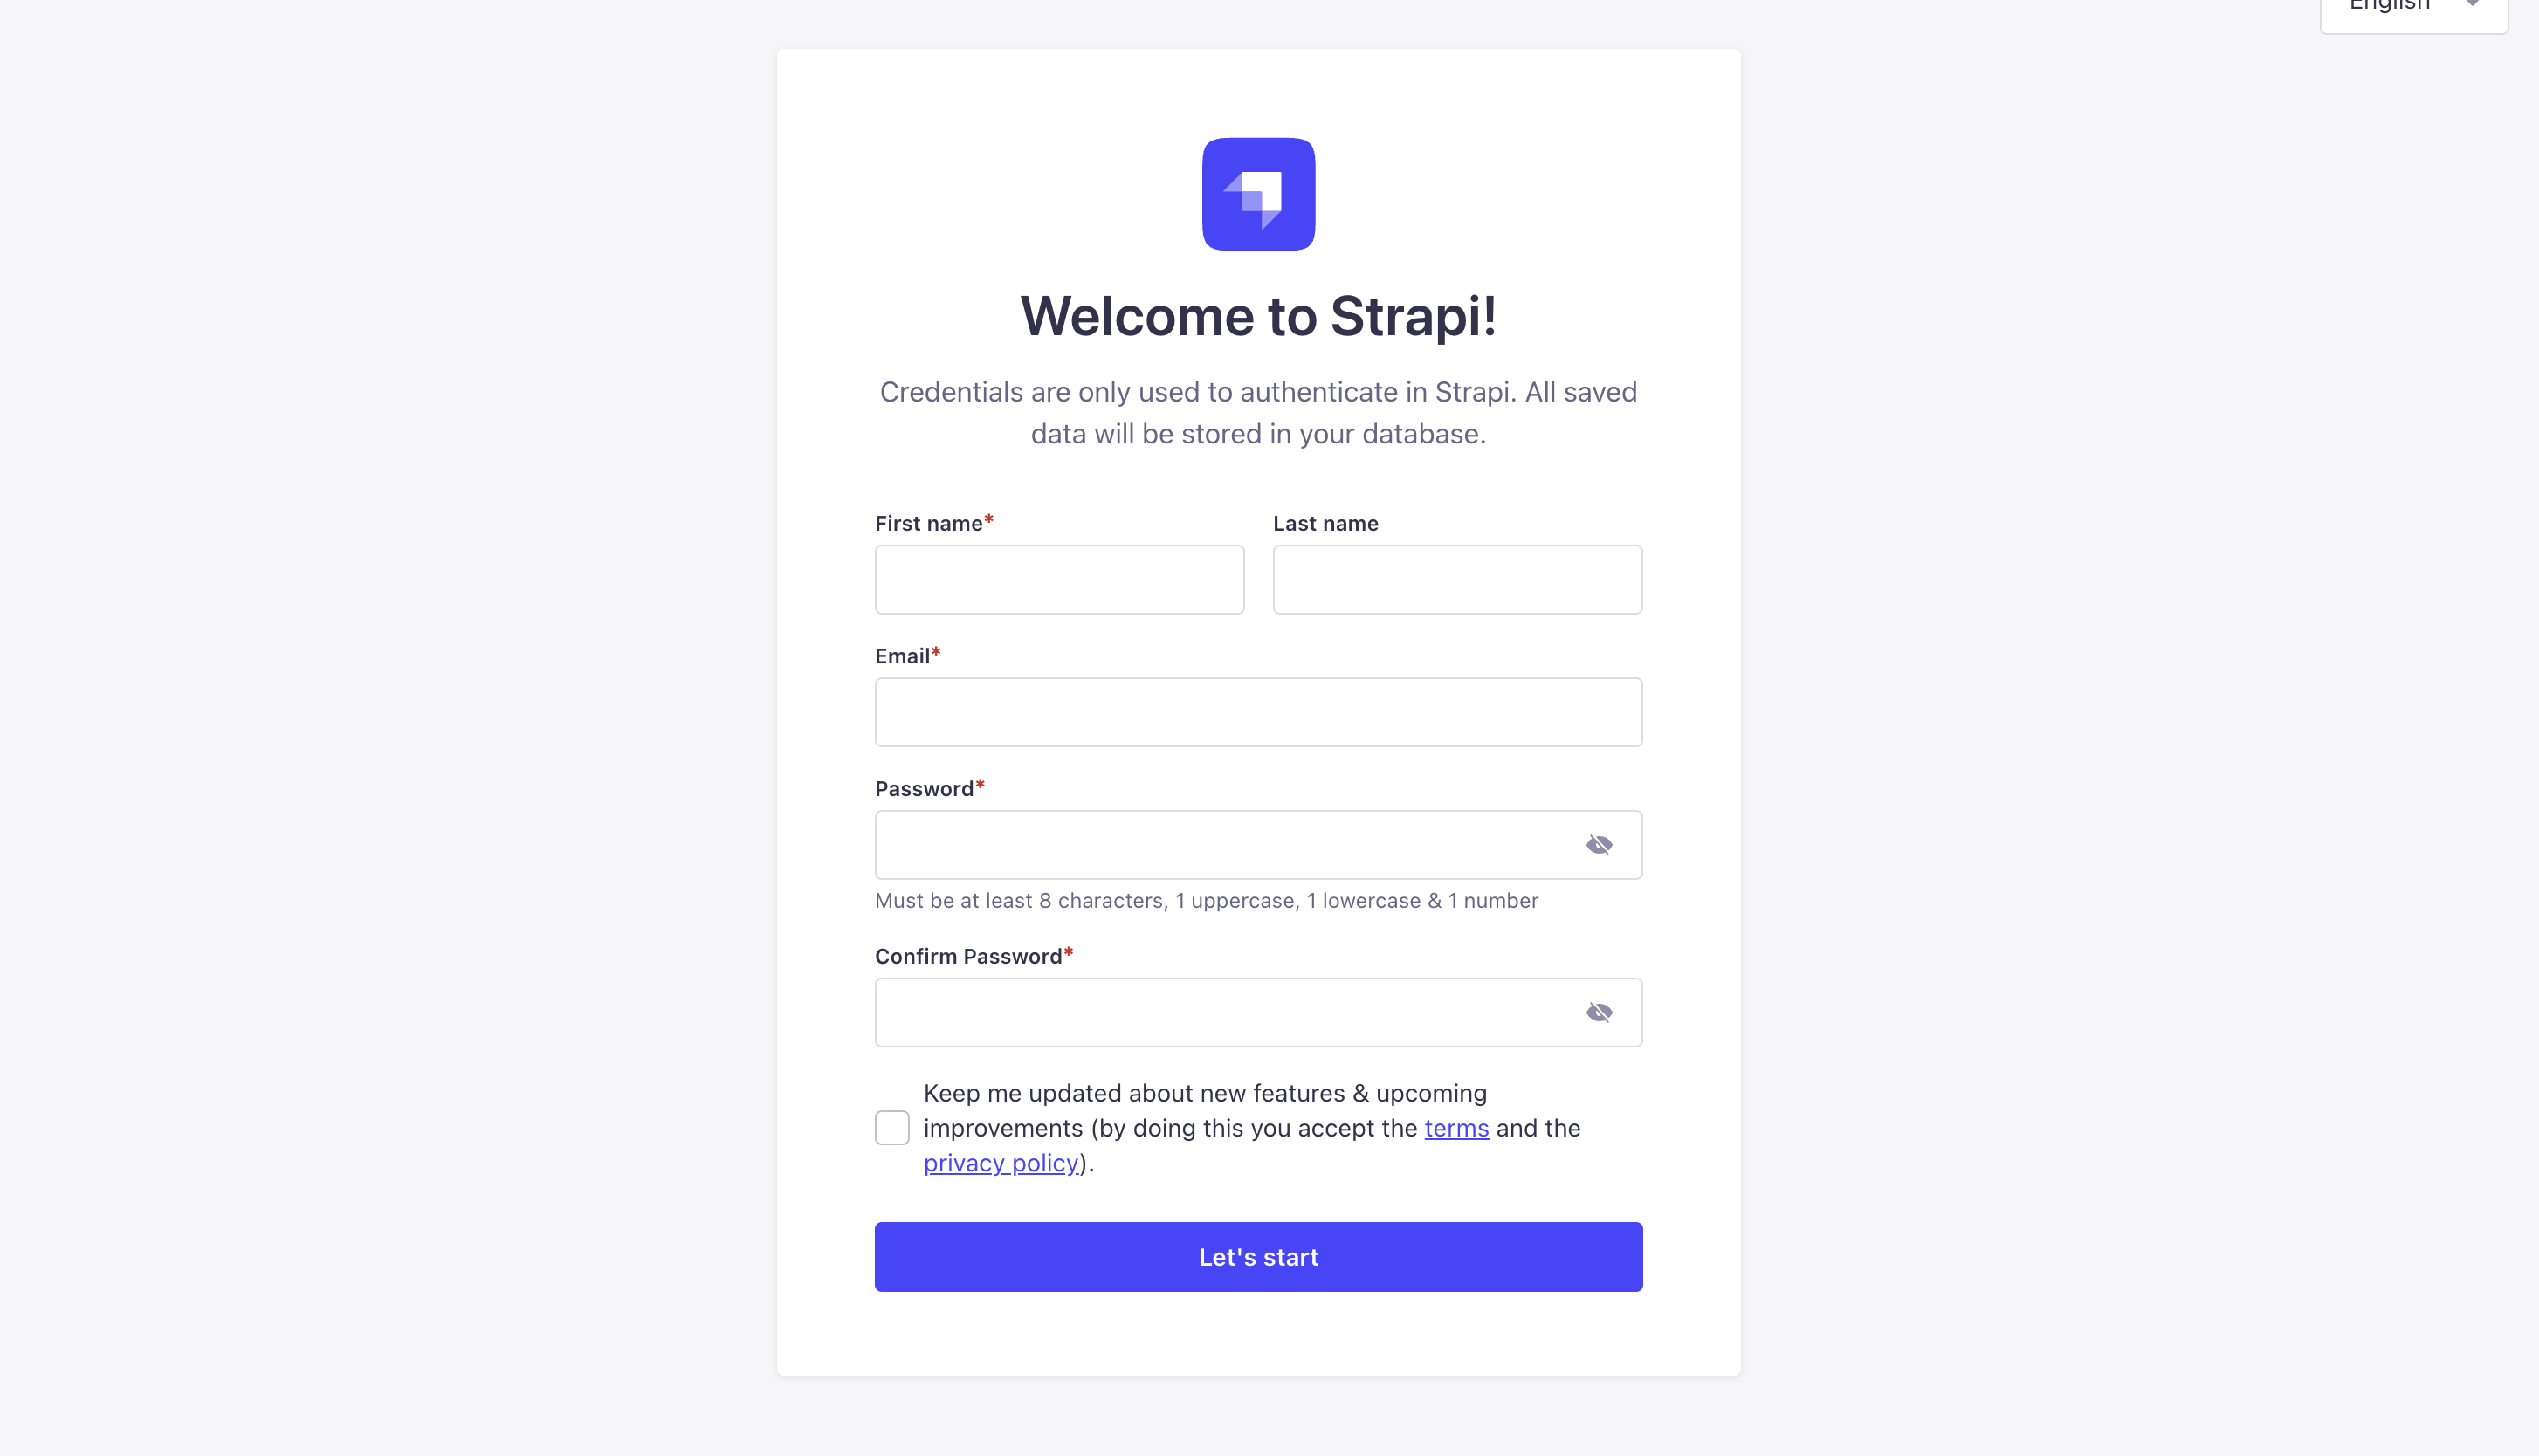 English
Welcome to Strapi!
Credentials are only used to authenticate in Strapi. All saved
data will be stored in your database.
First name*
Last name
Email*
Password*
Must be at least 8 characters, 1 uppercase, 1 lowercase & 1 number
Confirm Password*
Keep me updated about new features & upcoming
improvements (by doing this you accept the terms and the
privacy policy).
Let's start